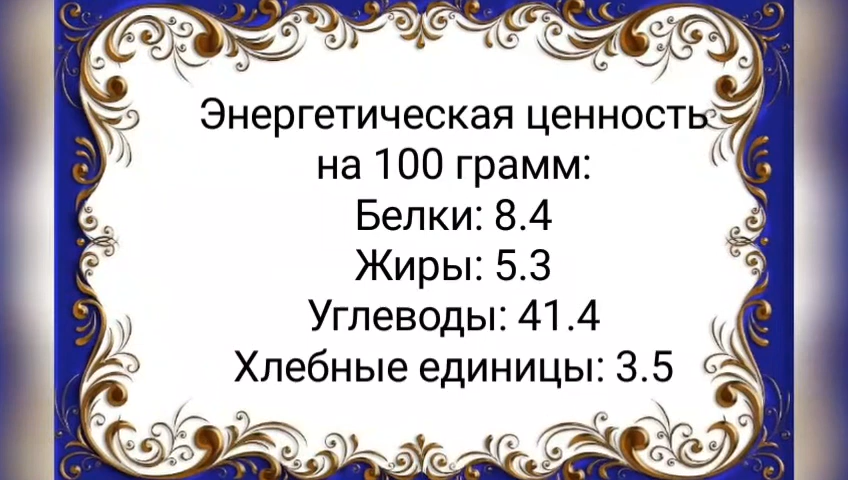 Энергетическая ценность
на 100 грамм:
Белки: 8.4
Жиры: 5.3
Углеводы: 41.4
Хлебные единицы: 3.5